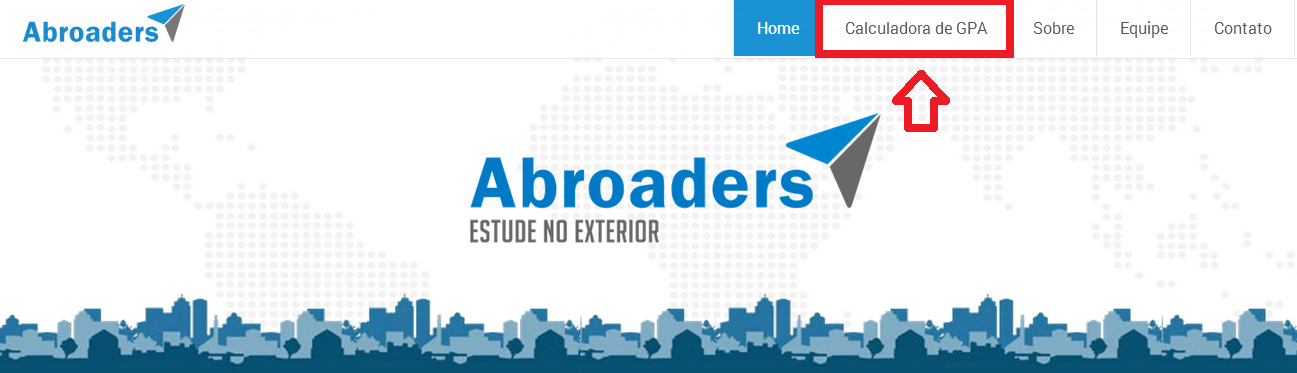 Abroaders
Home Calculadora de GPA Sobre Equipe Contato
Abroaders
ESTUDE NO EXTERIOR